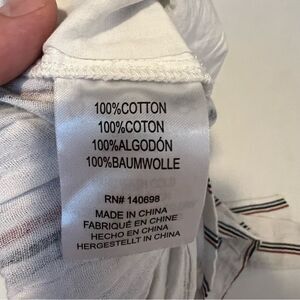 100%COTTON
100%COTON
100%ALGODÓN
100%BAUMWOLLE
RN# 140698
MADE IN CHINA
FABRIQUÉ EN CHINE
HECHO EN CHINA
HERGESTELLT IN CHINA